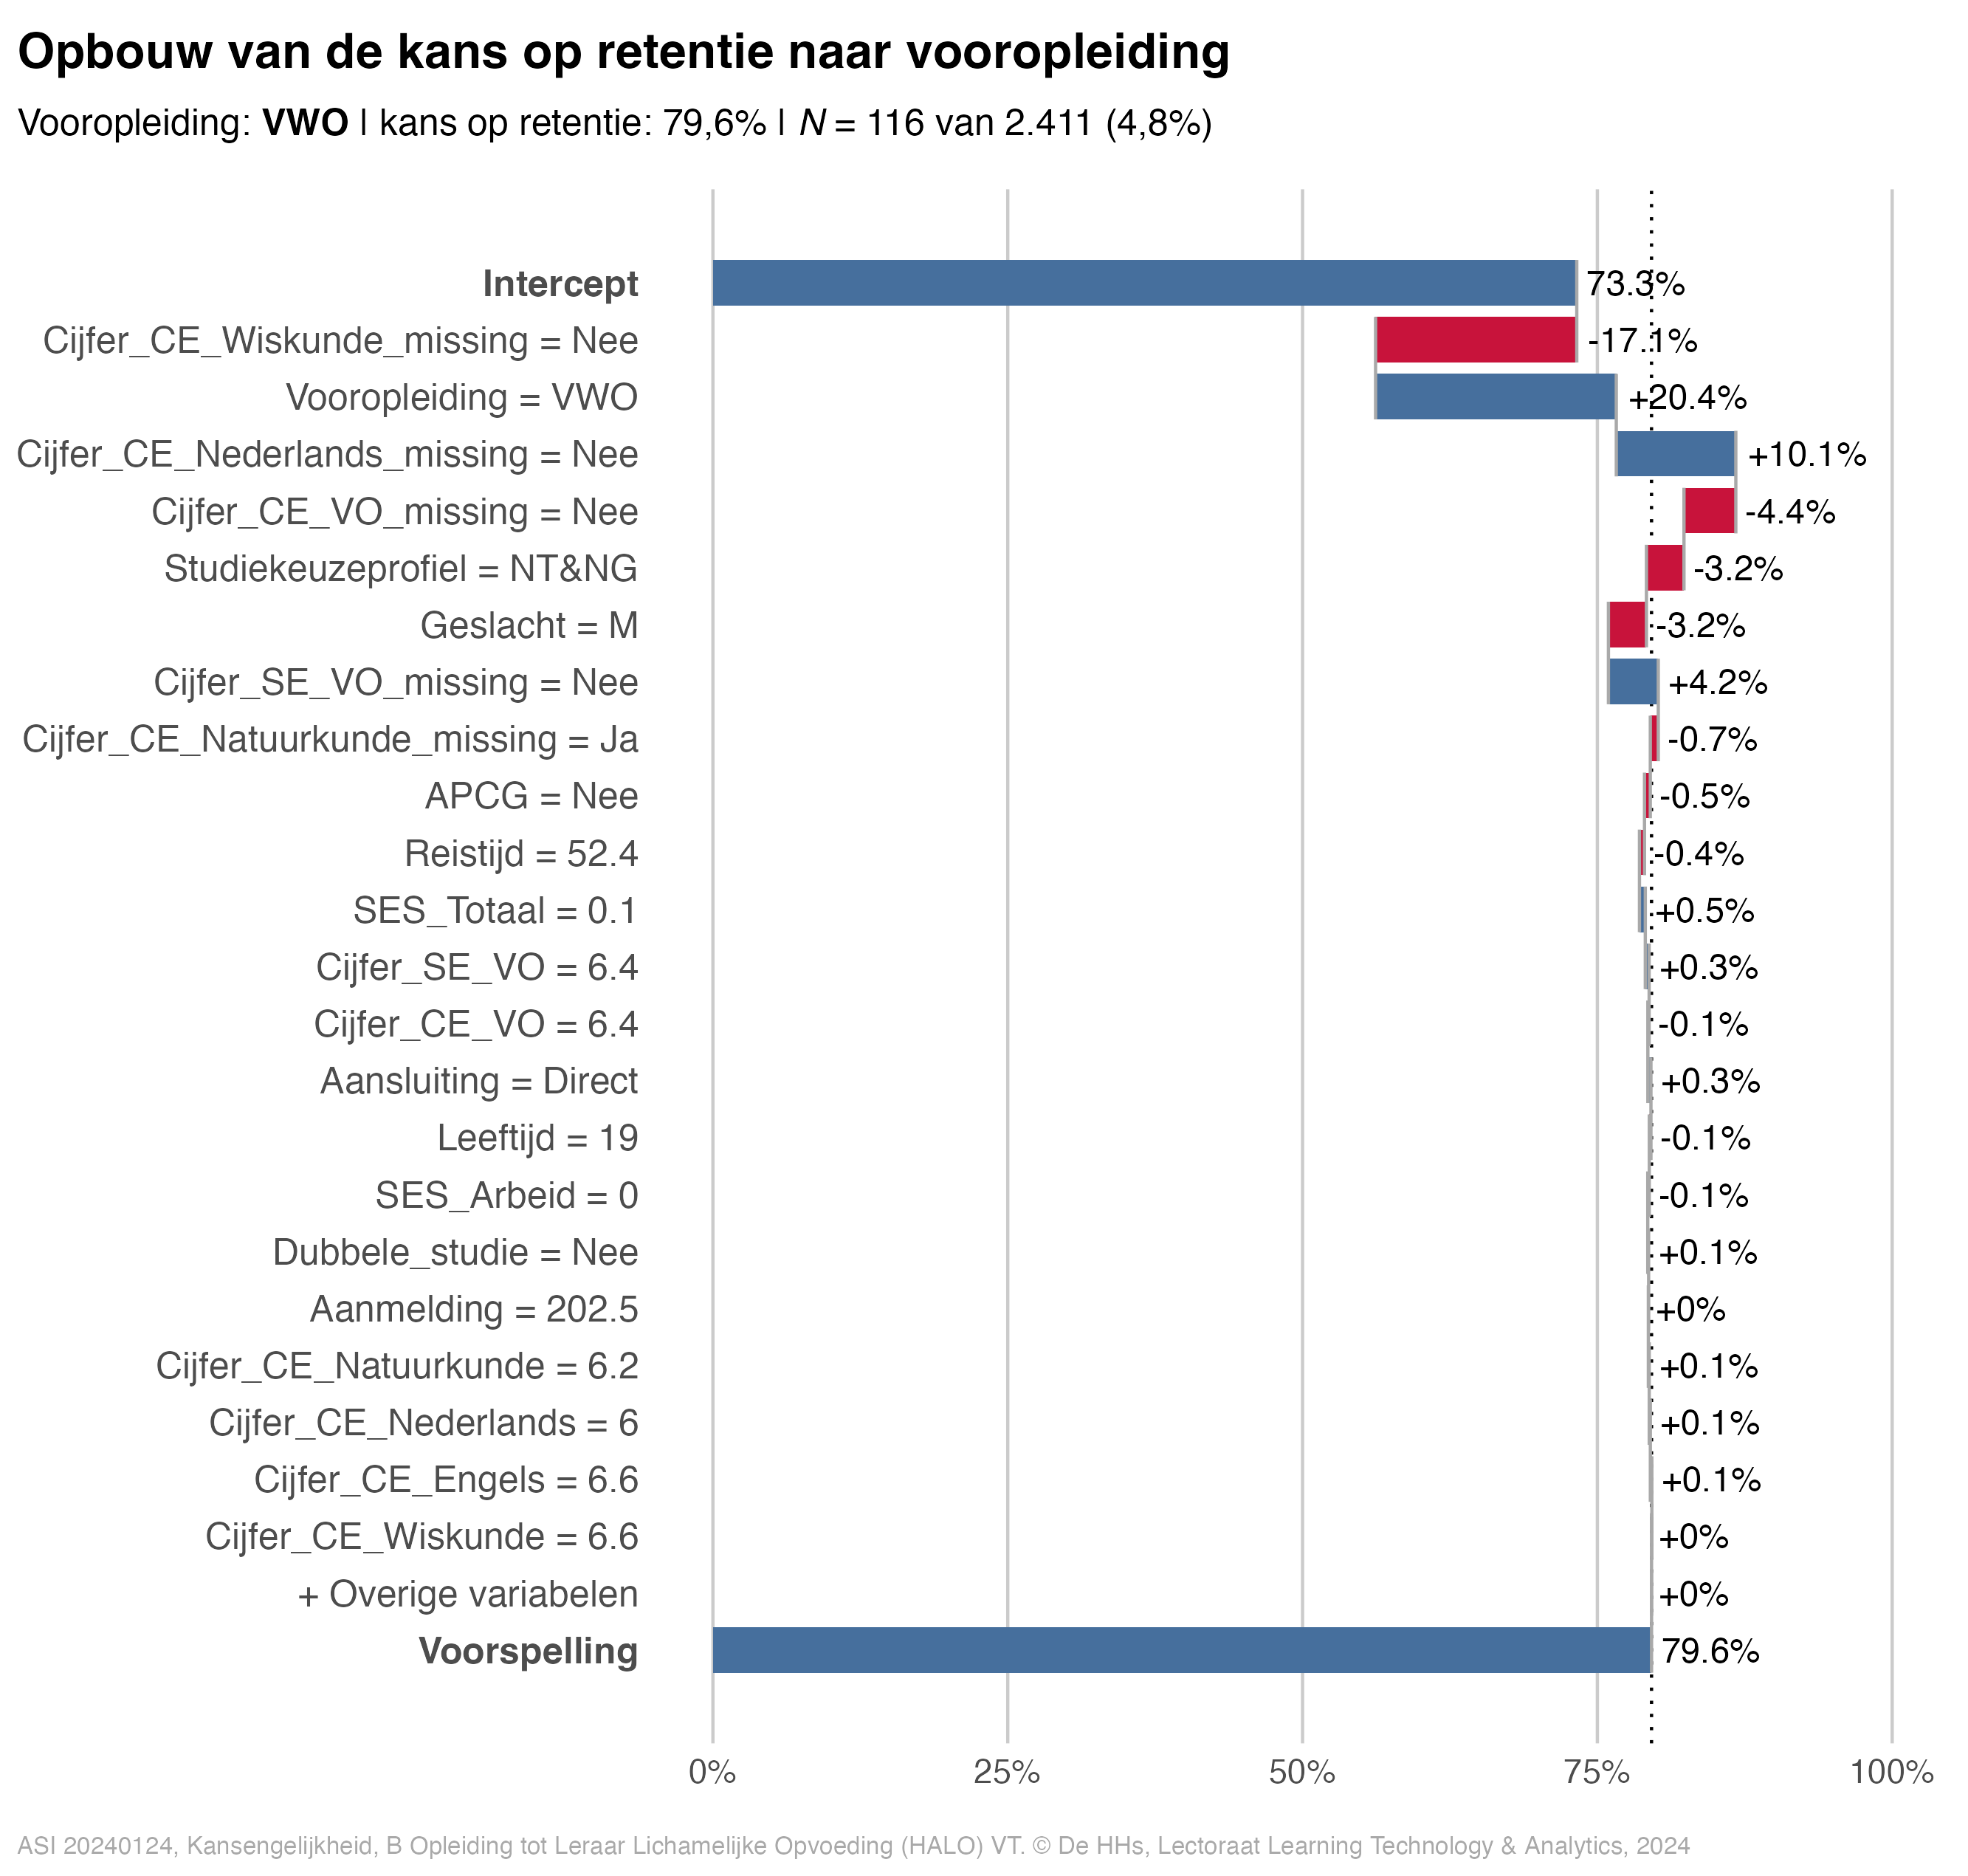 Opbouw van de kans op retentie naar vooropleiding
Vooropleiding: VWO | kans op retentie: 79,6% | N = 116 van 2.411 (4,8%)
Intercept 73.3%
Cijfer_CE_Wiskunde_missing = Nee -17.1%
Vooropleiding = VWO +20.4%
Cijfer_CE_Nederlands_missing = Nee +10.1%
Cijfer_CE_VO_missing = Nee -4.4%
Studiekeuzeprofiel = NT&NG -3.2%
Geslacht = M -3.2%
Cijfer_SE_VO_missing = Nee +4.2%
Cijfer_CE_Natuurkunde_missing = Ja -0.7%
APCG = Nee -0.5%
Reistijd = 52.4 -0.4%
SES_Totaal = 0.1 +0.5%
Cijfer_SE_VO = 6.4 +0.3%
Cijfer_CE_VO = 6.4 -0.1%
Aansluiting = Direct +0.3%
Leeftijd = 19 -0.1%
SES_Arbeid = 0 -0.1%
Dubbele_studie = Nee +0.1%
Aanmelding = 202.5 +0%
Cijfer_CE_Natuurkunde = 6.2 +0.1%
Cijfer_CE_Nederlands = 6 +0.1%
Cijfer_CE_Engels = 6.6 +0.1%
Cijfer_CE_Wiskunde = 6.6 +0%
+ Overige variabelen +0%
Voorspelling 79.6%
0% 25% 50% 75% 100%
ASI 20240124, Kansengelijkheid, B Opleiding tot Leraar Lichamelijke Opvoeding (HALO) VT. © De HHs, Lectoraat Learning Technology & Analytics, 2024